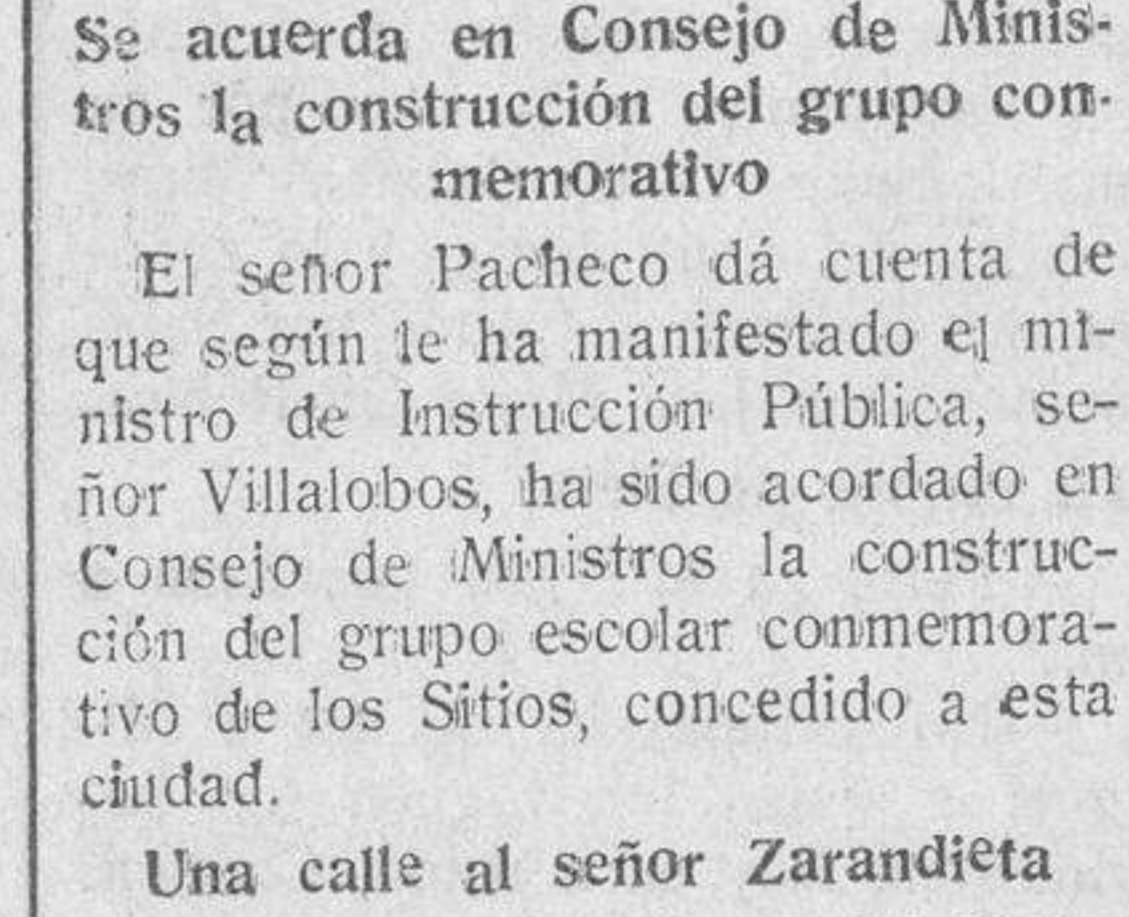 Se acuerda en Consejo de Minis-
tros la construcción del grupo con-
memorativo
El señor Pacheco dá cuenta de
que según le ha manifestado el mi-
nistro de Instrucción Pública, se-
ñor Villalobos, ha sido acordado en
Consejo de Ministros la construc-
ción del grupo escolar conmemora-
tivo de los Sitios, concedido a esta
ciudad.
Una calle al señor Zarandieta